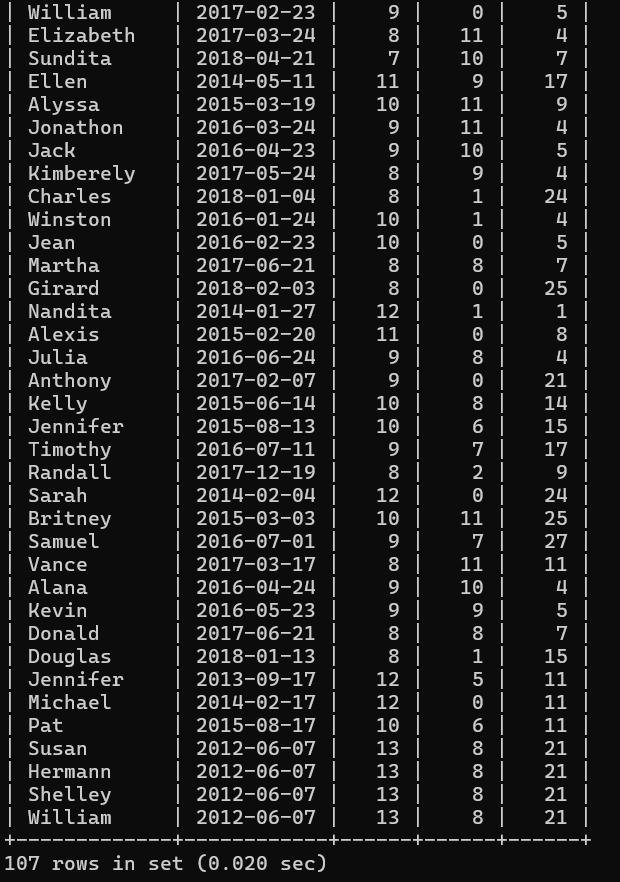 | William      | 2017-02-23 |    9 |     0 |    5 |
| Elizabeth    | 2017-03-24 |    8 |    11 |    4 |
| Sundita      | 2018-04-21 |    7 |    10 |    7 |
| Ellen        | 2014-05-11 |   11 |     9 |   17 |
| Alyssa       | 2015-03-19 |   10 |    11 |    9 |
| Jonathon     | 2016-03-24 |    9 |    11 |    4 |
| Jack         | 2016-04-23 |    9 |    10 |    5 |
| Kimberely    | 2017-05-24 |    8 |     9 |    4 |
| Charles      | 2018-01-04 |    8 |     1 |   24 |
| Winston      | 2016-01-24 |   10 |     1 |    4 |
| Jean         | 2016-02-23 |   10 |     0 |    5 |
| Martha       | 2017-06-21 |    8 |     8 |    7 |
| Girard       | 2018-02-03 |    8 |     0 |   25 |
| Nandita      | 2014-01-27 |   12 |     1 |    1 |
| Alexis       | 2015-02-20 |   11 |     0 |    8 |
| Julia        | 2016-06-24 |    9 |     8 |    4 |
| Anthony      | 2017-02-07 |    9 |     0 |   21 |
| Kelly        | 2015-06-14 |   10 |     8 |   14 |
| Jennifer     | 2015-08-13 |   10 |     6 |   15 |
| Timothy      | 2016-07-11 |    9 |     7 |   17 |
| Randall      | 2017-12-19 |    8 |     2 |    9 |
| Sarah        | 2014-02-04 |   12 |     0 |   24 |
| Britney      | 2015-03-03 |   10 |    11 |   25 |
| Samuel       | 2016-07-01 |    9 |     7 |   27 |
| Vance        | 2017-03-17 |    8 |    11 |   11 |
| Alana        | 2016-04-24 |    9 |    10 |    4 |
| Kevin        | 2016-05-23 |    9 |     9 |    5 |
| Donald       | 2017-06-21 |    8 |     8 |    7 |
| Douglas      | 2018-01-13 |    8 |     1 |   15 |
| Jennifer     | 2013-09-17 |   12 |     5 |   11 |
| Michael      | 2014-02-17 |   12 |     0 |   11 |
| Pat          | 2015-08-17 |   10 |     6 |   11 |
| Susan        | 2012-06-07 |   13 |     8 |   21 |
| Hermann      | 2012-06-07 |   13 |     8 |   21 |
| Shelley      | 2012-06-07 |   13 |     8 |   21 |
| William      | 2012-06-07 |   13 |     8 |   21 |
+-------------+------------+------+------+------+
107 rows in set (0.020 sec)